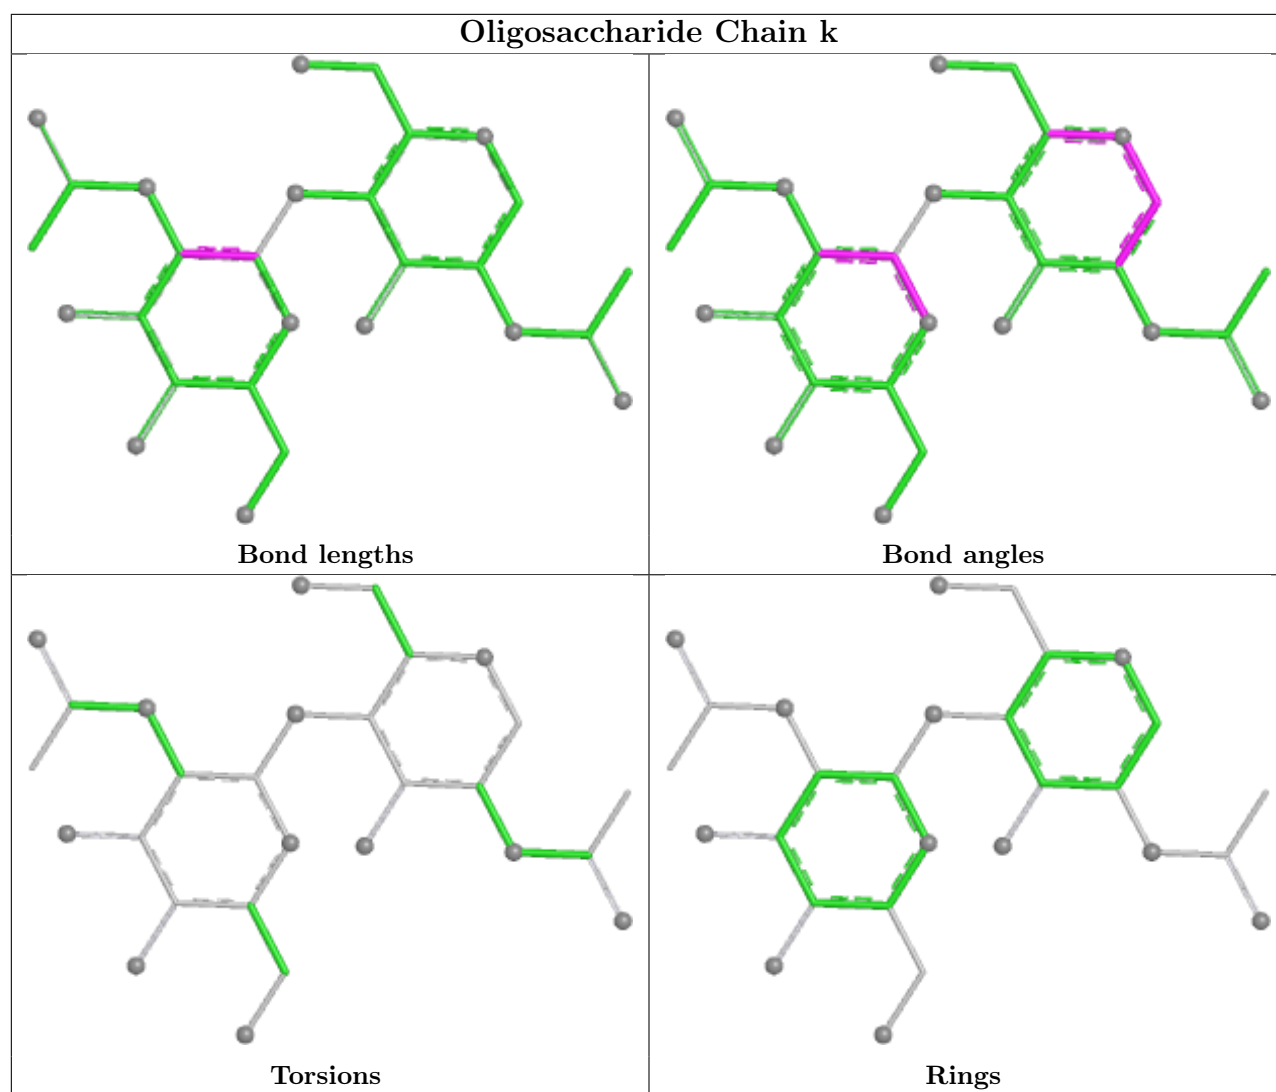 Oligosaccharide Chain k
Bond lengths
Bond angles
Torsions
Rings